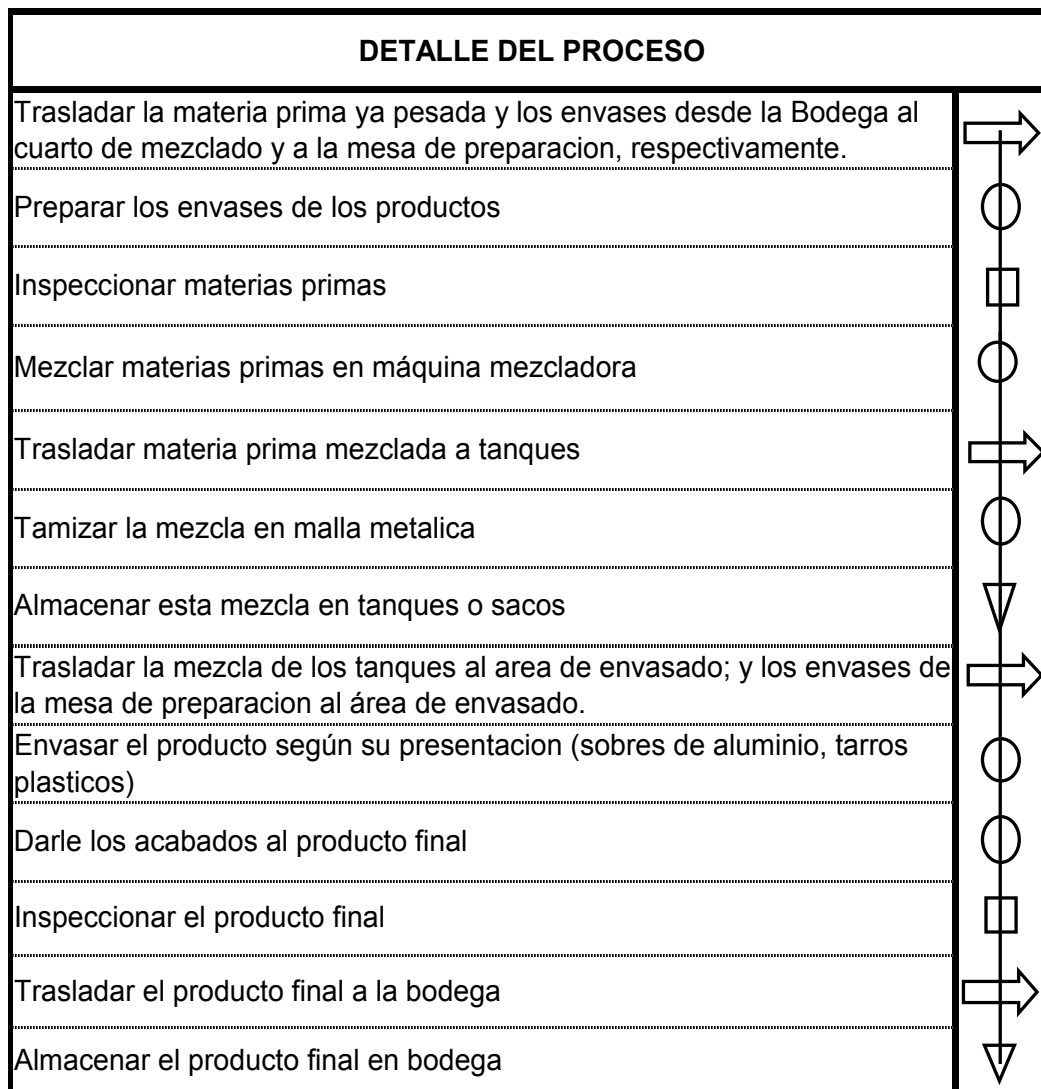 DETALLE DEL PROCESO
Trasladar la materia prima ya pesada y los envases desde la Bodega al
cuarto de mezclado y a la mesa de preparacion, respectivamente.
Preparar los envases de los productos
Inspeccionar materias primas
Mezclar materias primas en máquina mezcladora
Trasladar materia prima mezclada a tanques
Tamizar la mezcla en malla metalica
Almacenar esta mezcla en tanques o sacos
Trasladar la mezcla de los tanques al area de envasado; y los envases de
la mesa de preparacion al área de envasado.
Envasar el producto según su presentacion (sobres de aluminio, tarros
plasticos)
Darle los acabados al producto final
Inspeccionar el producto final
Trasladar el producto final a la bodega
Almacenar el producto final en bodega